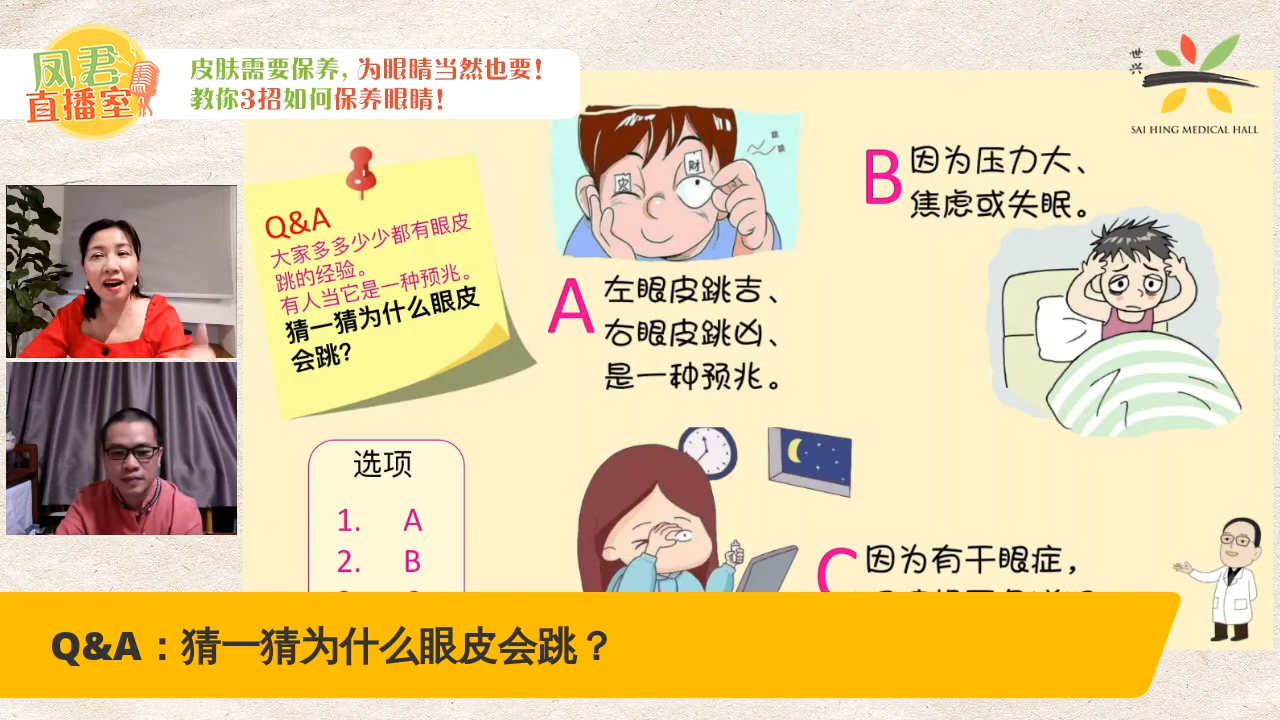 凤君
直播室
皮肤需要保养, 为眼睛当然也要!
教你3招如何保养眼睛!
世兴
SAI HING MEDICAL HALL
Q&A
大家多多少少都有眼皮
跳的经验。
有人当它是一种预兆。
猜一猜为什么眼皮
会跳?
灾
财
跳
跳
A
左眼皮跳吉、
右眼皮跳凶、
是一种预兆。
B
因为压力大、
焦虑或失眠。
选项
1. A
2. B
C
因为有干眼症，
Q&A：猜一猜为什么眼皮会跳？